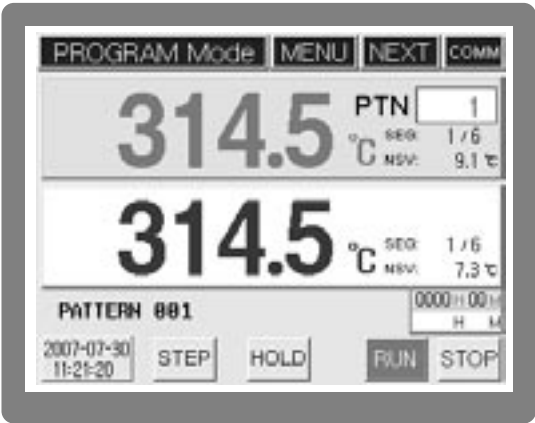 PROGRAM Mode MENU NEXT COMM
314.5 °C PTN 1
SEG: 1/6
NSV: 9.1 ℃
314.5 °C SEG: 1/6
NSV: 7.3 ℃
PATTERN 001
0000 H 00 M
H M
2007-07-30
11:21:20
STEP HOLD RUN STOP